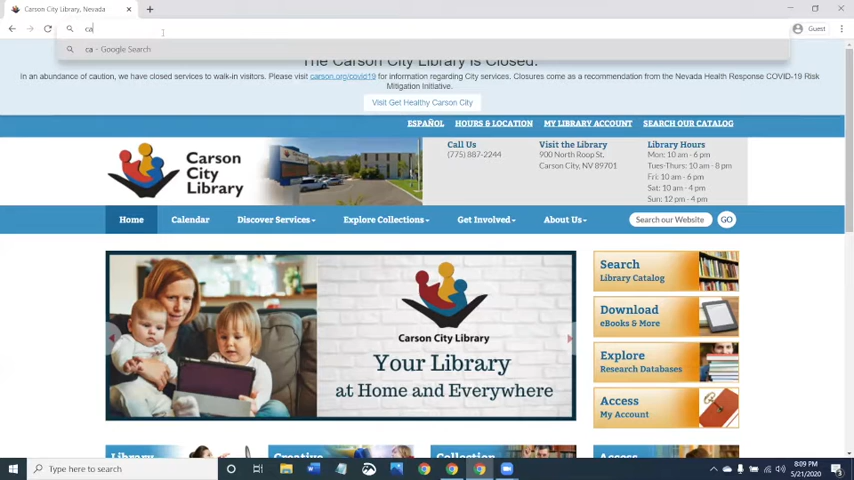 Carson City Library, Nevada
ca
Guest
ca - Google Search
The Carson City Library is Closed.
In an abundance of caution, we have closed services to walk-in visitors. Please visit carson.org/covid19 for information regarding City services. Closures come as a recommendation from the Nevada Health Response COVID-19 Risk
Mitigation Initiative.
Visit Get Healthy Carson City
ESPAÑOL HOURS & LOCATION MY LIBRARY ACCOUNT SEARCH OUR CATALOG
Carson
City
Library
Call Us
(775) 887-2244
Visit the Library
900 North Roop St,
Carson City, NV 89701
Library Hours
Mon: 10 am - 6 pm
Tues-Thurs: 10 am - 8 pm
Fri: 10 am - 6 pm
Sat: 10 am - 4 pm
Sun: 12 pm - 4 pm
Home Calendar Discover Services Explore Collections Get Involved About Us Search our Website GO
Carson City Library
Your Library
at Home and Everywhere
Search
Library Catalog
Download
eBooks & More
Explore
Research Databases
Access
My Account
Library
Creative
Collection
Access
Type here to search
8:09 PM
5/21/2020